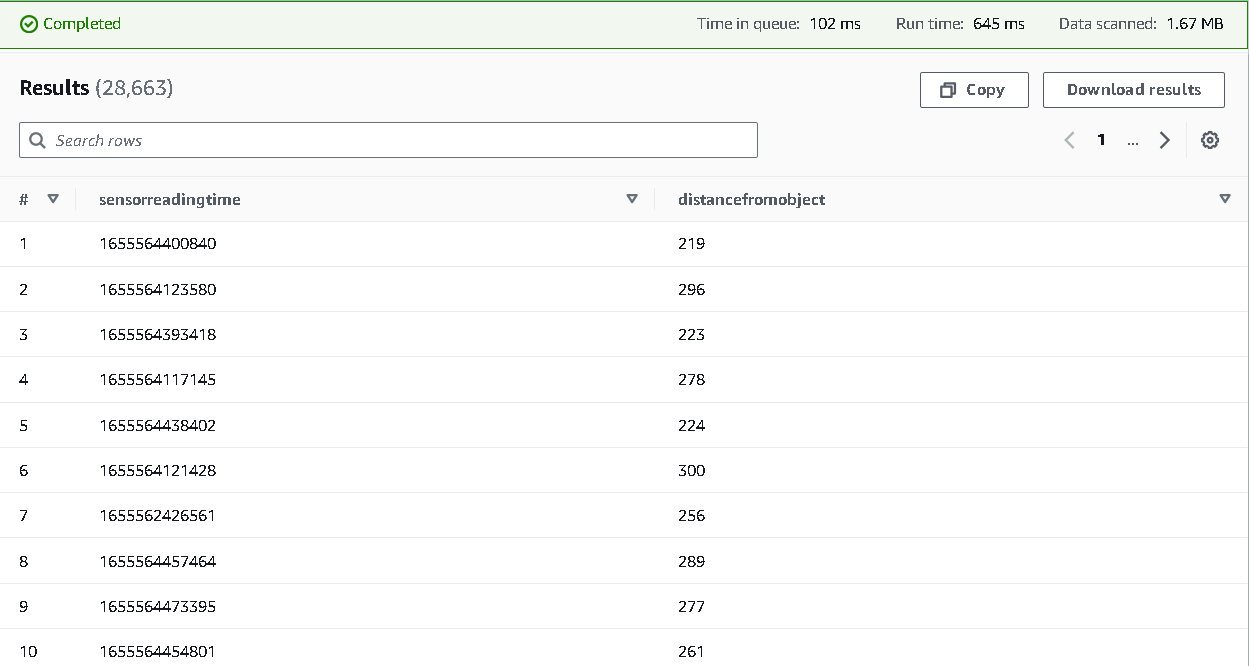 Completed Time in queue: 102 ms Run time: 645 ms Data scanned: 1.67 MB
Results (28,663) Copy Download results
Search rows 1 ...
# sensorreadingtime distancefromobject
1 1655564400840 219
2 1655564123580 296
3 1655564393418 223
4 1655564117145 278
5 1655564438402 224
6 1655564121428 300
7 1655562426561 256
8 1655564457464 289
9 1655564473395 277
10 1655564454801 261